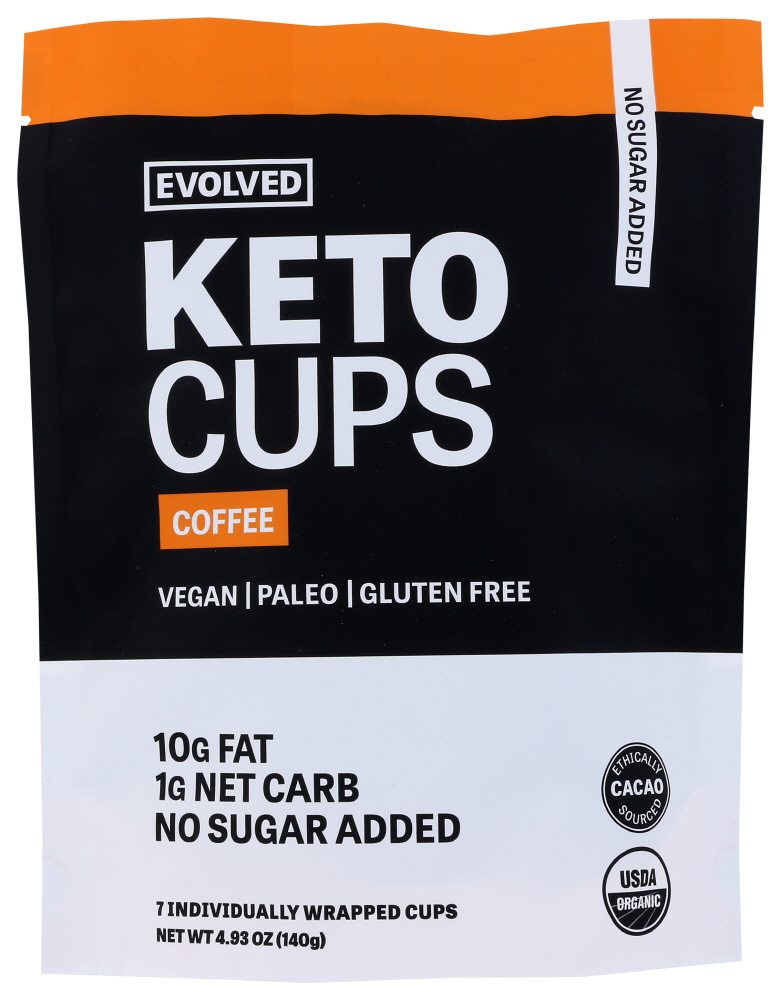 NO SUGAR ADDED
EVOLVED
KETO
CUPS
COFFEE
VEGAN | PALEO | GLUTEN FREE
10G FAT
1G NET CARB
NO SUGAR ADDED
ETHICALLY
CACAO
SOURCED
USDA
ORGANIC
7 INDIVIDUALLY WRAPPED CUPS
NET WT 4.93 OZ (140g)